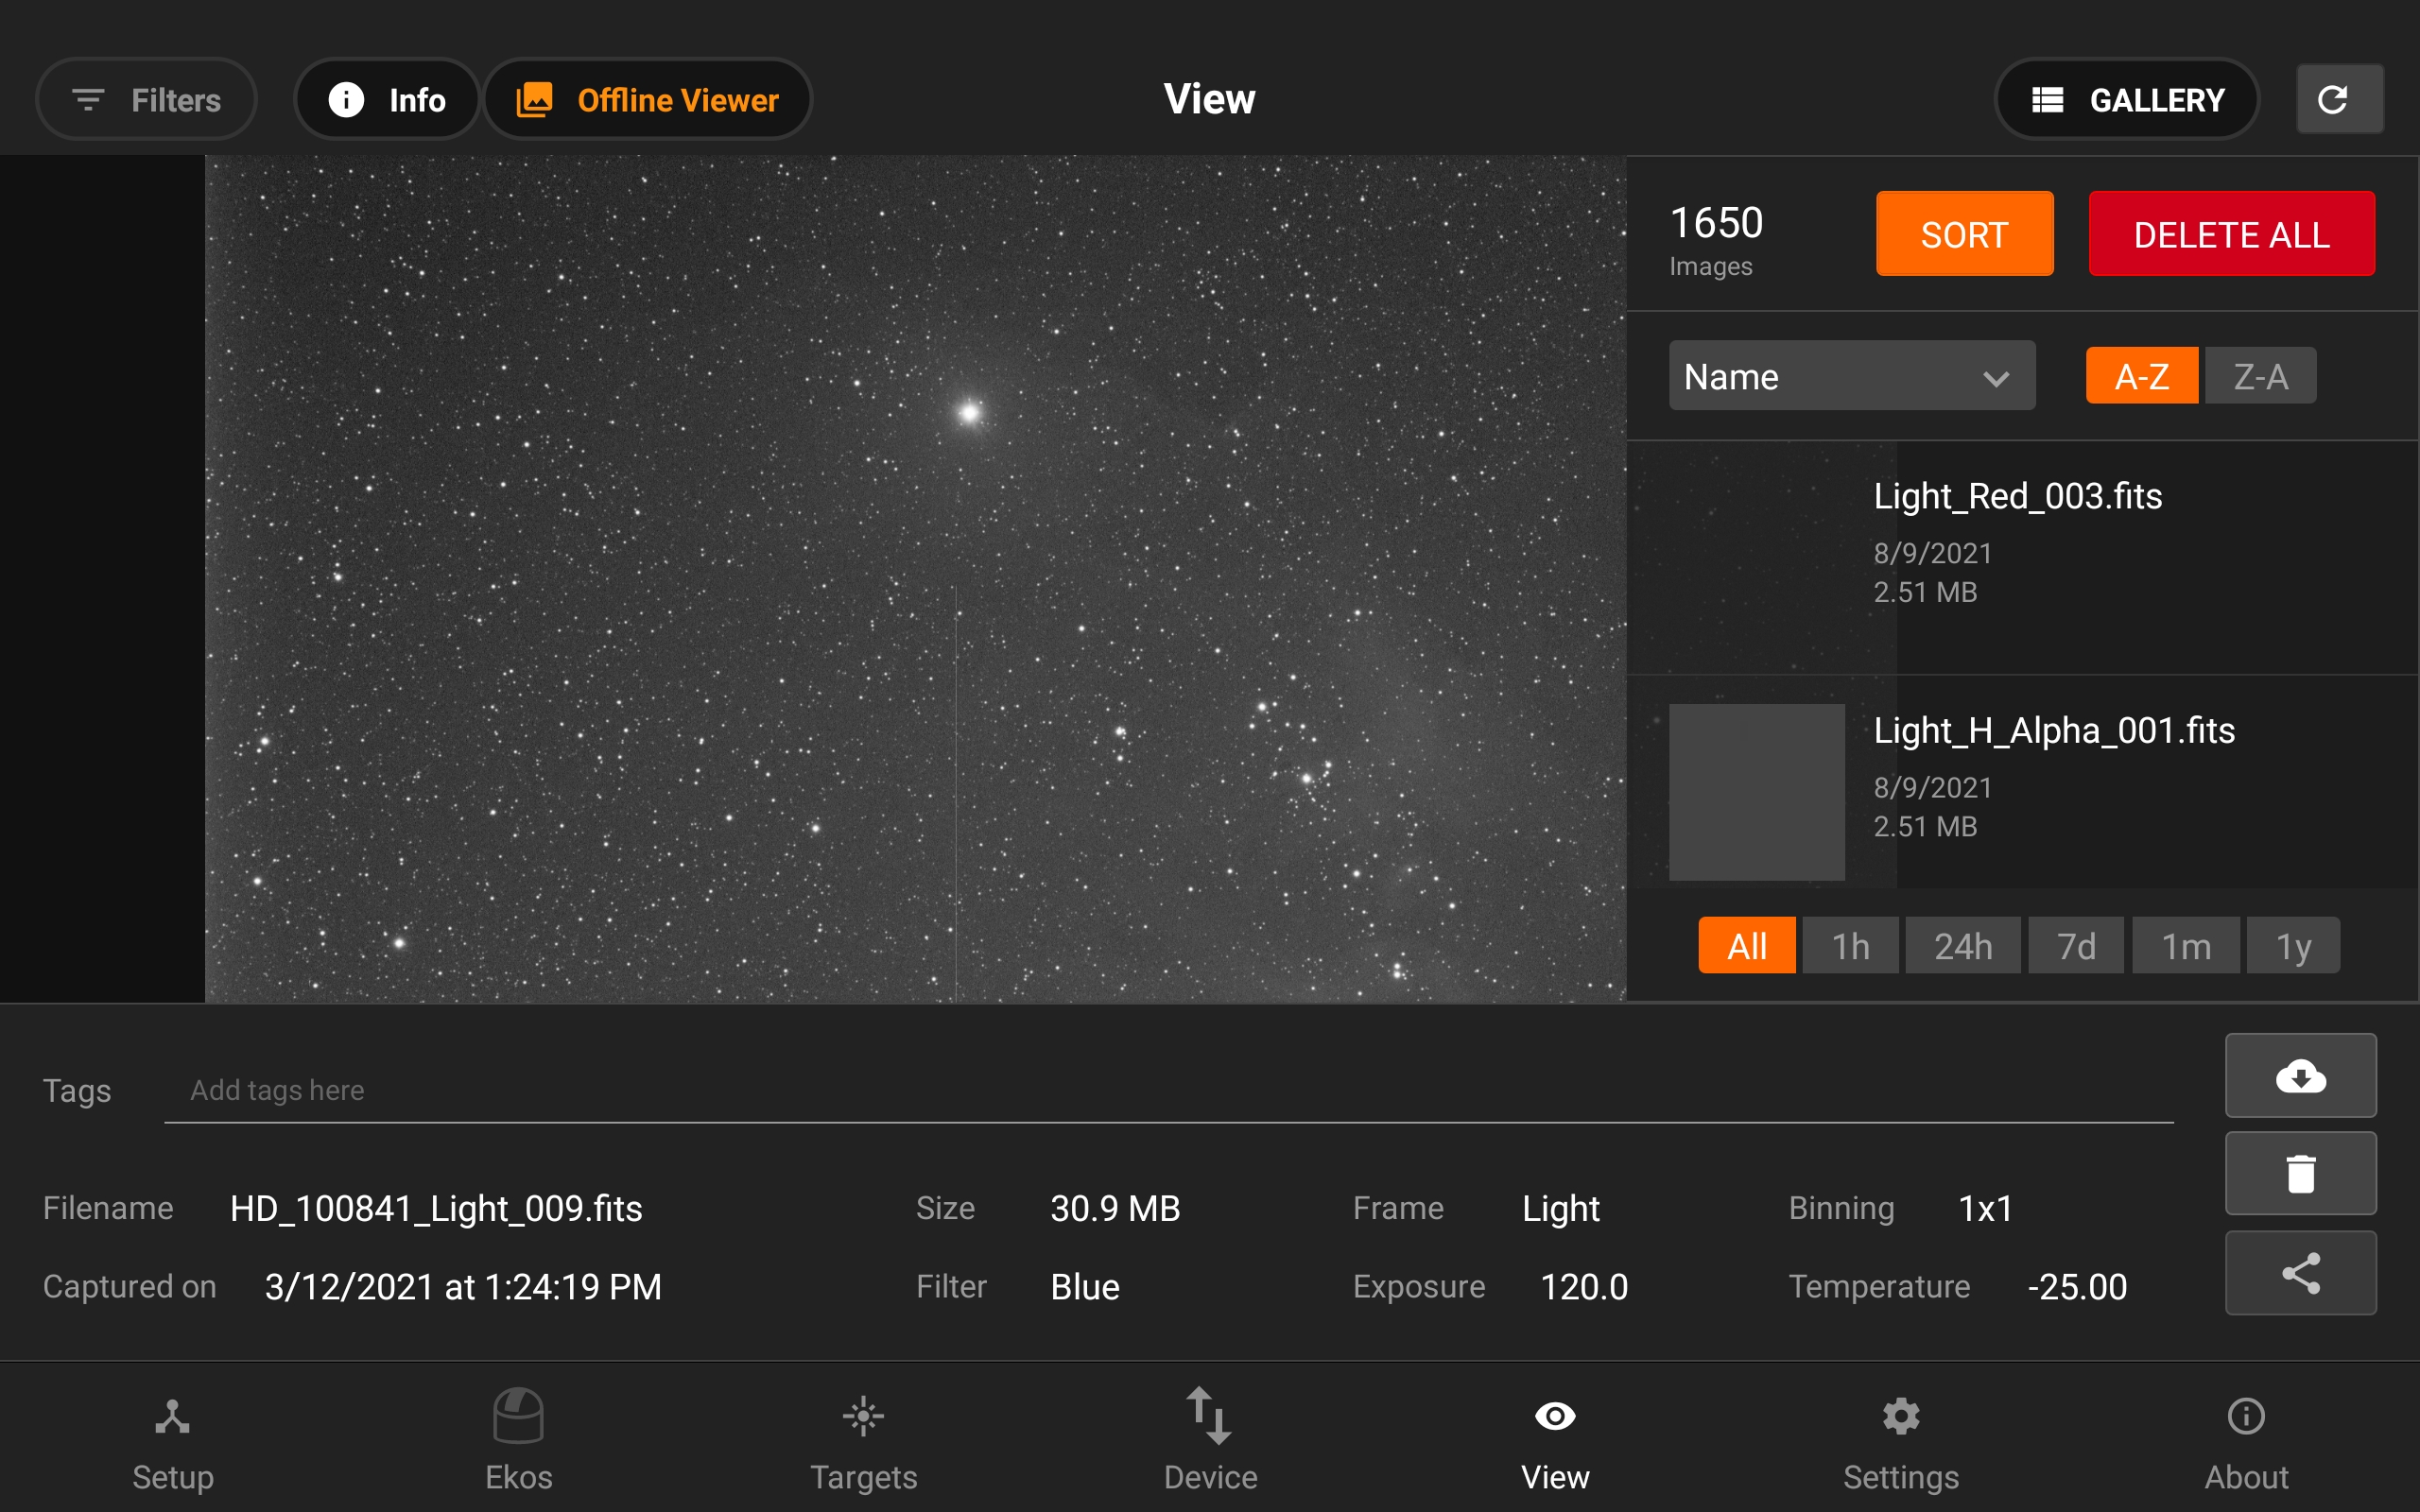 Filters
Info
Offline Viewer
View
GALLERY
1650
Images
SORT
DELETE ALL
Name
A-Z
Z-A
Light_Red_003.fits
8/9/2021
2.51 MB
Light_H_Alpha_001.fits
8/9/2021
2.51 MB
All
1h
24h
7d
1m
1y
Tags
Add tags here
Filename HD_100841_Light_009.fits
Size 30.9 MB
Frame Light
Binning 1x1
Captured on 3/12/2021 at 1:24:19 PM
Filter Blue
Exposure 120.0
Temperature -25.00
Setup
Ekos
Targets
Device
View
Settings
About